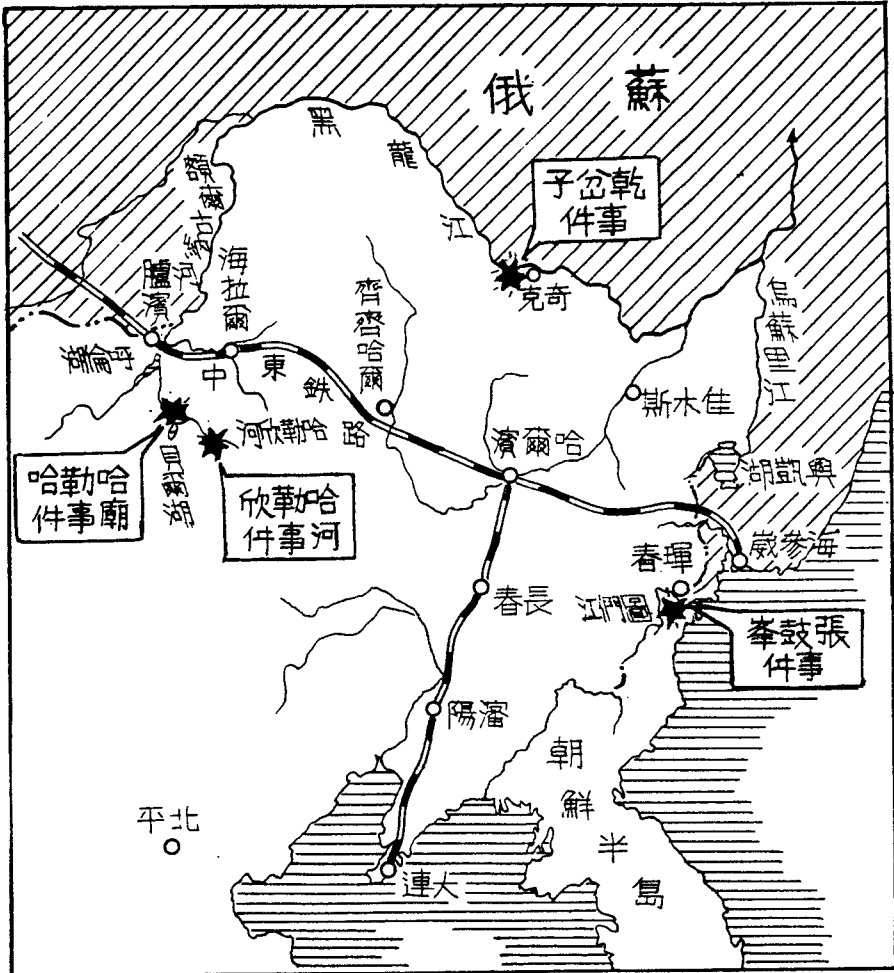 蘇俄
黑龍江
額爾古納河
乾岔子
事件
奇克
海拉爾
臚濱
齊齊哈爾
烏蘇里江
呼倫湖
中東鉄路
佳木斯
哈勒欣河
哈爾濱
興凱湖
貝爾湖
哈勒哈
廟事件
哈勒欣
河事件
海參崴
琿春
長春
圖們江
張鼓峯
事件
瀋陽
朝鮮半島
北平
大連